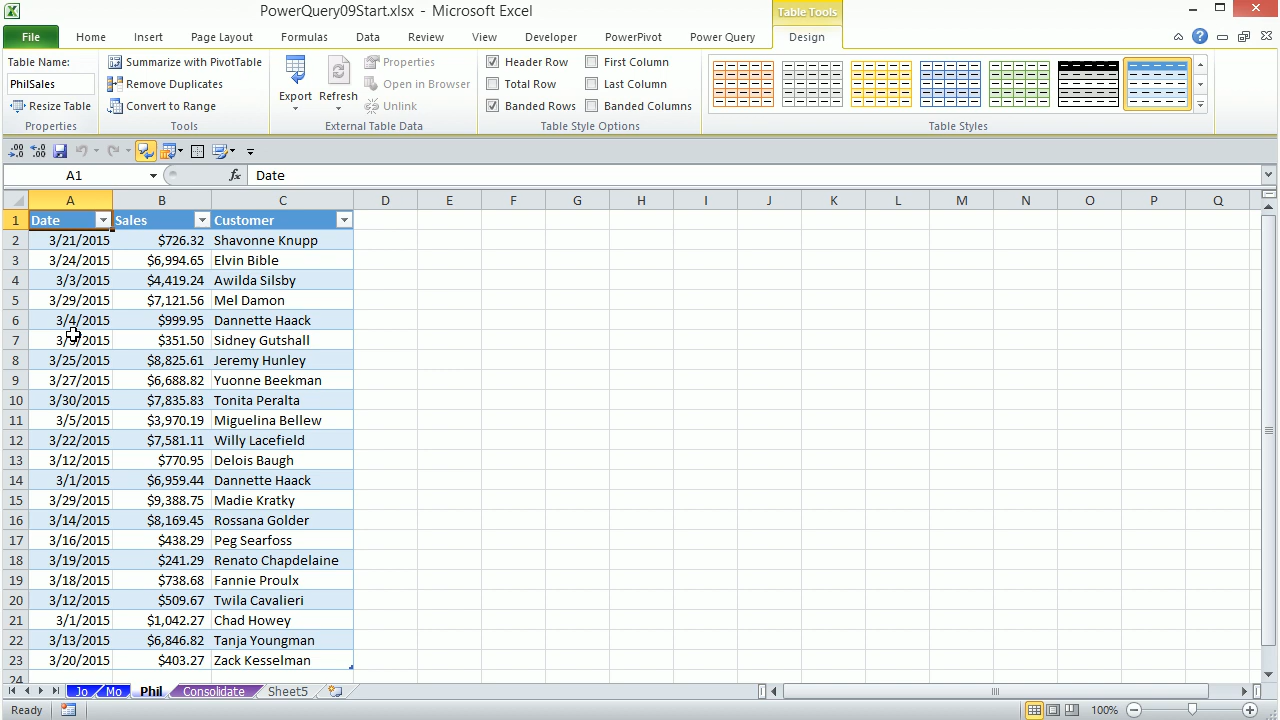 PowerQuery09Start.xlsx - Microsoft Excel
Table Tools
File Home Insert Page Layout Formulas Data Review View Developer PowerPivot Power Query Design
Table Name:
PhilSales
Resize Table
Properties
Summarize with PivotTable
Remove Duplicates
Convert to Range
Tools
Export
Refresh
Properties
Open in Browser
Unlink
External Table Data
Header Row
Total Row
Banded Rows
First Column
Last Column
Banded Columns
Table Style Options
Table Styles
A1 fx Date
A B C D E F G H I J K L M N O P Q
1 Date Sales Customer
2 3/21/2015 $726.32 Shavonne Knupp
3 3/24/2015 $6,994.65 Elvin Bible
4 3/3/2015 $4,419.24 Awilda Silsby
5 3/29/2015 $7,121.56 Mel Damon
6 3/4/2015 $999.95 Dannette Haack
7 $351.50 Sidney Gutshall
8 3/25/2015 $8,825.61 Jeremy Hunley
9 3/27/2015 $6,688.82 Yuonne Beekman
10 3/30/2015 $7,835.83 Tonita Peralta
11 3/5/2015 $3,970.19 Miguelina Bellew
12 3/22/2015 $7,581.11 Willy Lacefield
13 3/12/2015 $770.95 Delois Baugh
14 3/1/2015 $6,959.44 Dannette Haack
15 3/29/2015 $9,388.75 Madie Kratky
16 3/14/2015 $8,169.45 Rossana Golder
17 3/16/2015 $438.29 Peg Searfoss
18 3/19/2015 $241.29 Renato Chapdelaine
19 3/18/2015 $738.68 Fannie Proulx
20 3/12/2015 $509.67 Twila Cavalieri
21 3/1/2015 $1,042.27 Chad Howey
22 3/13/2015 $6,846.82 Tanja Youngman
23 3/20/2015 $403.27 Zack Kesselman
24
Jo Mo Phil Consolidate Sheet5
Ready 100%